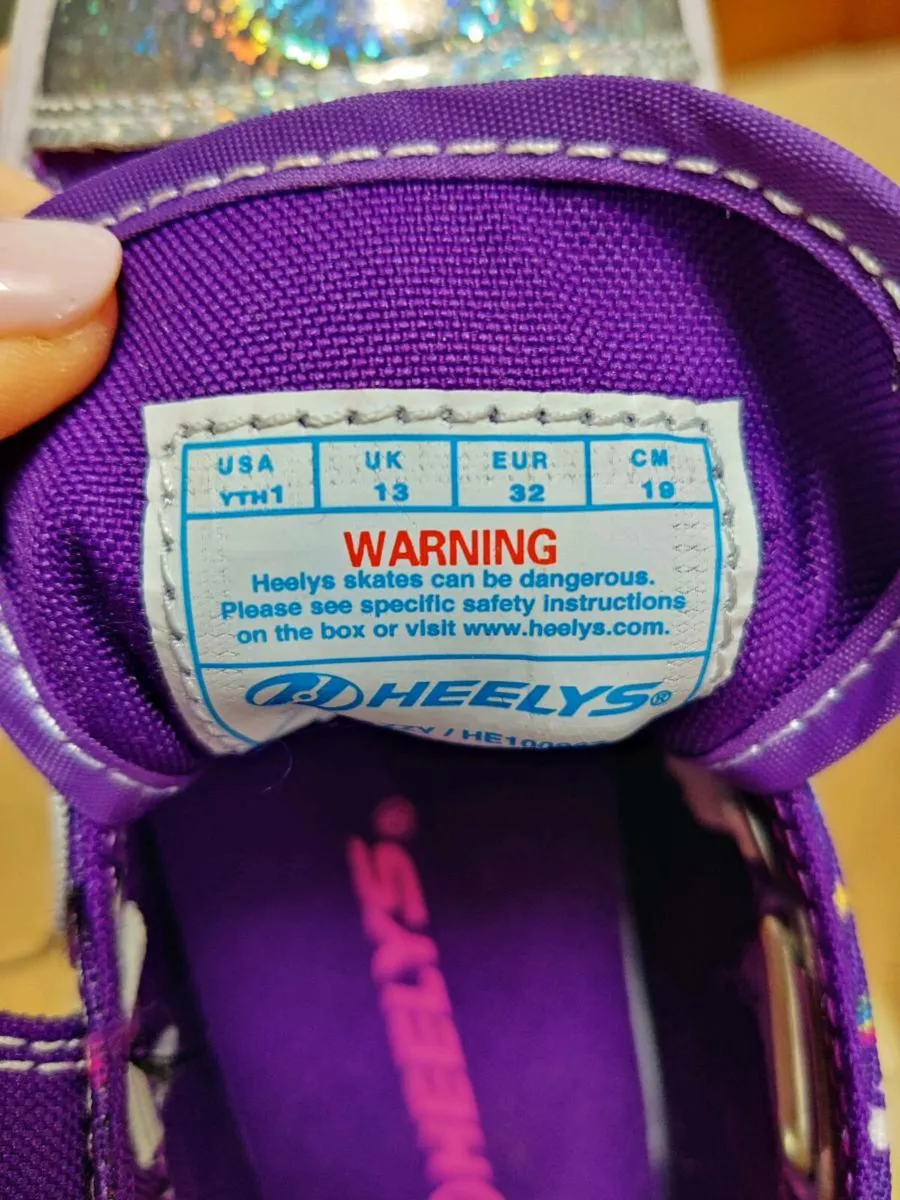 USA UK EUR CM
YTH1 13 32 19
WARNING
Heelys skates can be dangerous.
Please see specific safety instructions
on the box or visit www.heelys.com.
HEELYS®
HEELYS®